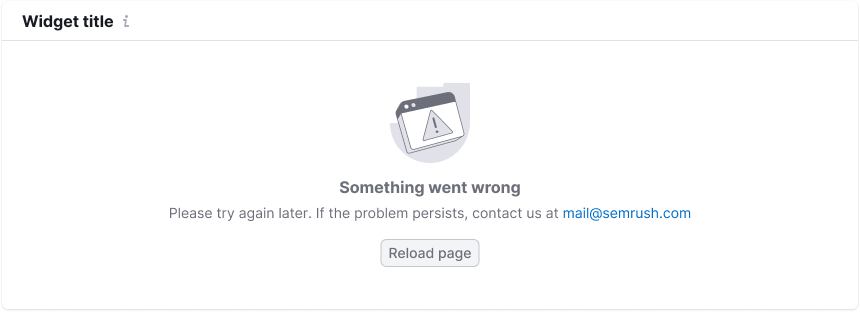 Widget title
Something went wrong
Please try again later. If the problem persists, contact us at mail@semrush.com
Reload page